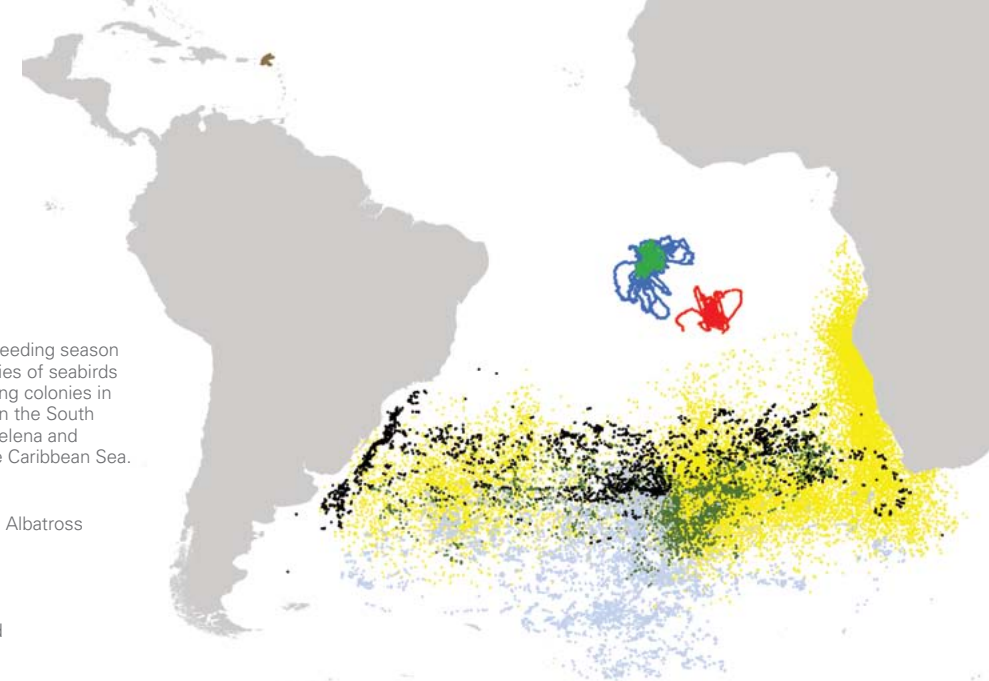 eeding season
ies of seabirds
ng colonies in
n the South
elena and
e Caribbean Sea.
Albatross